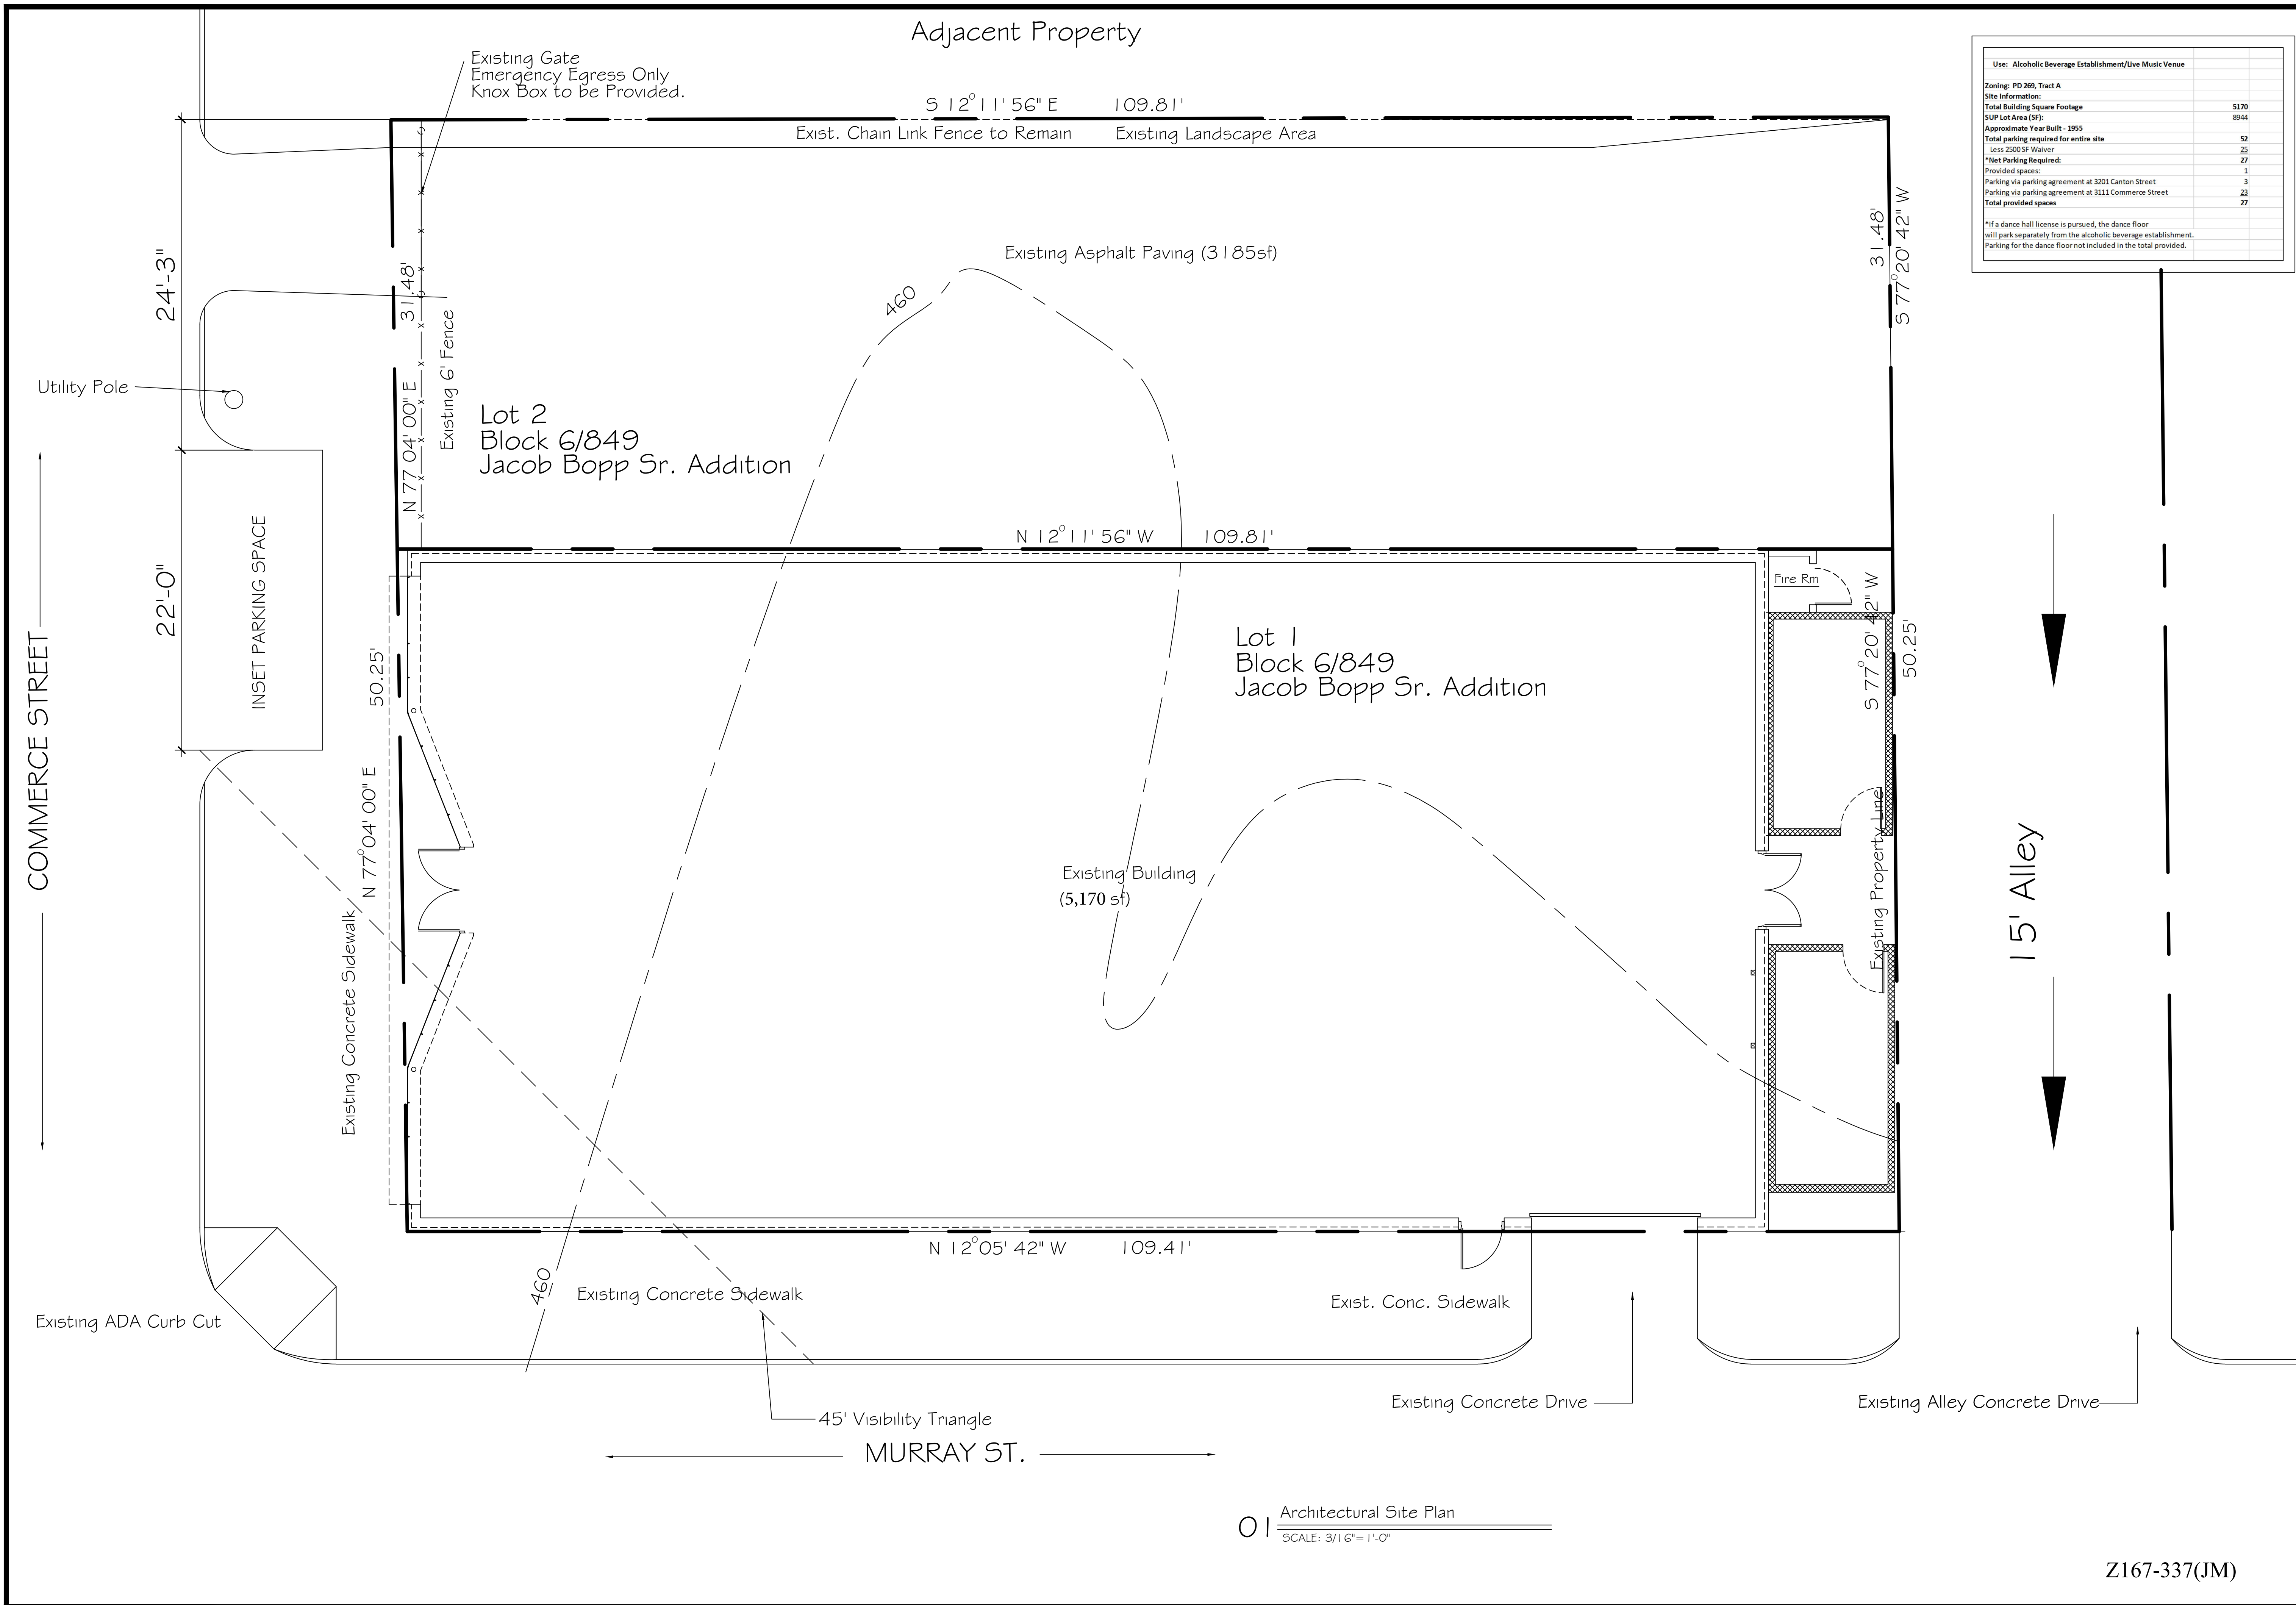 Adjacent Property
Existing Gate
Emergency Egress Only
Knox Box to be Provided.
S 12° 11' 56" E 109.81'
Exist. Chain Link Fence to Remain Existing Landscape Area
Use: Alcoholic Beverage Establishment/Live Music Venue
Zoning: PD 269, Tract A
Site Information:
Total Building Square Footage 5170
SUP Lot Area (SF): 8944
Approximate Year Built - 1955
Total parking required for entire site 52
Less 2500 SF Waiver 25
*Net Parking Required: 27
Provided spaces: 1
Parking via parking agreement at 3201 Canton Street 3
Parking via parking agreement at 3111 Commerce Street 23
Total provided spaces 27
*If a dance hall license is pursued, the dance floor
will park separately from the alcoholic beverage establishment.
Parking for the dance floor not included in the total provided.
24'-3"
31.48'
N 77 04' 00" E
Existing 6' Fence
Existing Asphalt Paving (3185sf)
460
31.48'
S 77° 20' 42" W
Utility Pole
Lot 2
Block 6/849
Jacob Bopp Sr. Addition
N 12° 11' 56" W 109.81'
22'-0"
INSET PARKING SPACE
COMMERCE STREET
50.25'
N 77° 04' 00" E
Existing Concrete Sidewalk
Fire Rm
Lot 1
Block 6/849
Jacob Bopp Sr. Addition
S 77° 20' 42" W
50.25'
Existing Building
(5,170 sf)
Existing Property Line
15' Alley
N 12° 05' 42" W 109.41'
460
Existing Concrete Sidewalk
Exist. Conc. Sidewalk
Existing ADA Curb Cut
45' Visibility Triangle
Existing Concrete Drive
Existing Alley Concrete Drive
MURRAY ST.
01 Architectural Site Plan
SCALE: 3/16"= 1'-0"
Z167-337(JM)